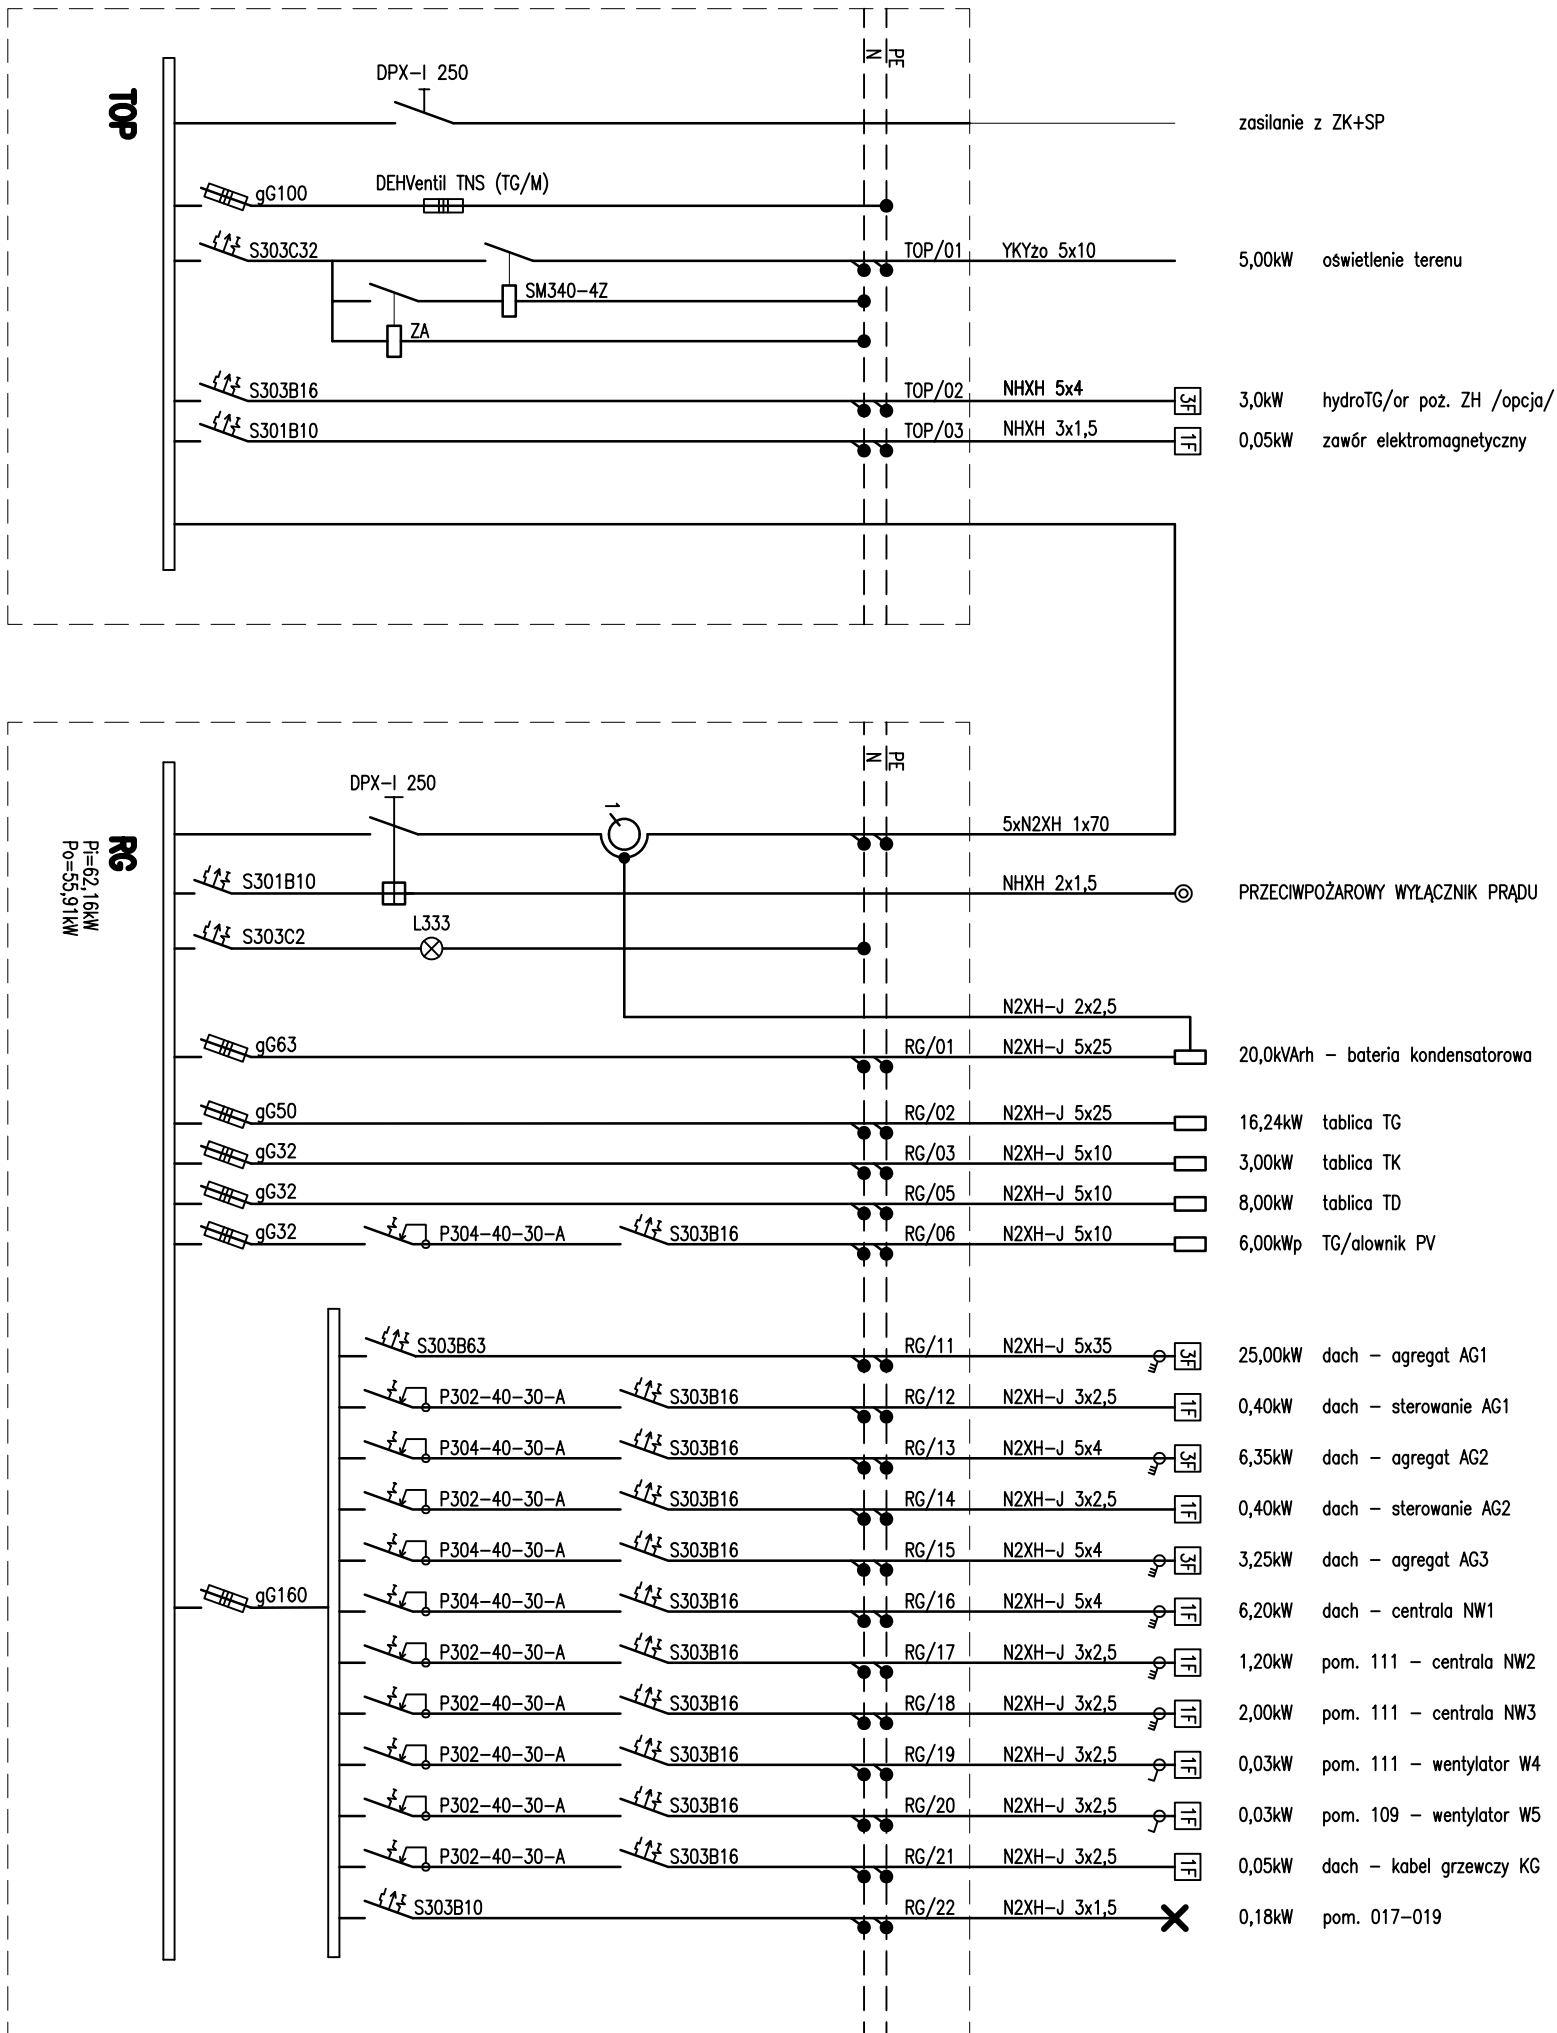 TOP
N
PE
DPX-I 250
zasilanie z ZK+SP
gG100
DEHVentil TNS (TG/M)
S303C32
TOP/01
YKYżo 5x10
5,00kW oświetlenie terenu
SM340-4Z
ZA
S303B16
TOP/02
NHXH 5x4
3F
3,0kW hydroTG/or poż. ZH /opcja/
S301B10
TOP/03
NHXH 3x1,5
1F
0,05kW zawór elektromagnetyczny
RG
Pi=62,16kW
Po=55,91kW
N
PE
DPX-I 250
1
5xN2XH 1x70
S301B10
NHXH 2x1,5
PRZECIWPOŻAROWY WYŁĄCZNIK PRĄDU
S303C2
L333
N2XH-J 2x2,5
gG63
RG/01
N2XH-J 5x25
20,0kVArh - bateria kondensatorowa
gG50
RG/02
N2XH-J 5x25
16,24kW tablica TG
gG32
RG/03
N2XH-J 5x10
3,00kW tablica TK
gG32
RG/05
N2XH-J 5x10
8,00kW tablica TD
gG32
P304-40-30-A
S303B16
RG/06
N2XH-J 5x10
6,00kWp TG/alownik PV
S303B63
RG/11
N2XH-J 5x35
3F
25,00kW dach - agregat AG1
P302-40-30-A
S303B16
RG/12
N2XH-J 3x2,5
1F
0,40kW dach - sterowanie AG1
P304-40-30-A
S303B16
RG/13
N2XH-J 5x4
3F
6,35kW dach - agregat AG2
P302-40-30-A
S303B16
RG/14
N2XH-J 3x2,5
1F
0,40kW dach - sterowanie AG2
P304-40-30-A
S303B16
RG/15
N2XH-J 5x4
3F
3,25kW dach - agregat AG3
gG160
P304-40-30-A
S303B16
RG/16
N2XH-J 5x4
1F
6,20kW dach - centrala NW1
P302-40-30-A
S303B16
RG/17
N2XH-J 3x2,5
1F
1,20kW pom. 111 - centrala NW2
P302-40-30-A
S303B16
RG/18
N2XH-J 3x2,5
1F
2,00kW pom. 111 - centrala NW3
P302-40-30-A
S303B16
RG/19
N2XH-J 3x2,5
1F
0,03kW pom. 111 - wentylator W4
P302-40-30-A
S303B16
RG/20
N2XH-J 3x2,5
1F
0,03kW pom. 109 - wentylator W5
P302-40-30-A
S303B16
RG/21
N2XH-J 3x2,5
1F
0,05kW dach - kabel grzewczy KG
S303B10
RG/22
N2XH-J 3x1,5
0,18kW pom. 017-019